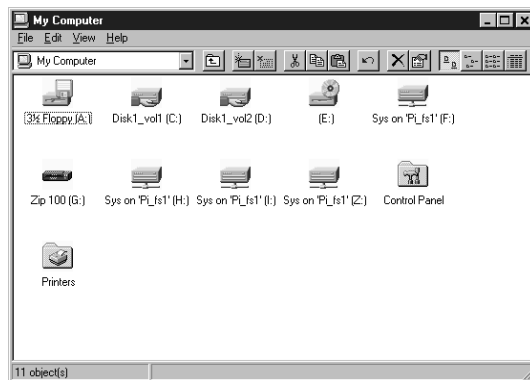 My Computer
File Edit View Help
My Computer
3½ Floppy (A:) Disk1_vol1 (C:) Disk1_vol2 (D:) (E:) Sys on 'Pi_fs1' (F:)
Zip 100 (G:) Sys on 'Pi_fs1' (H:) Sys on 'Pi_fs1' (I:) Sys on 'Pi_fs1' (Z:) Control Panel
Printers
11 object(s)